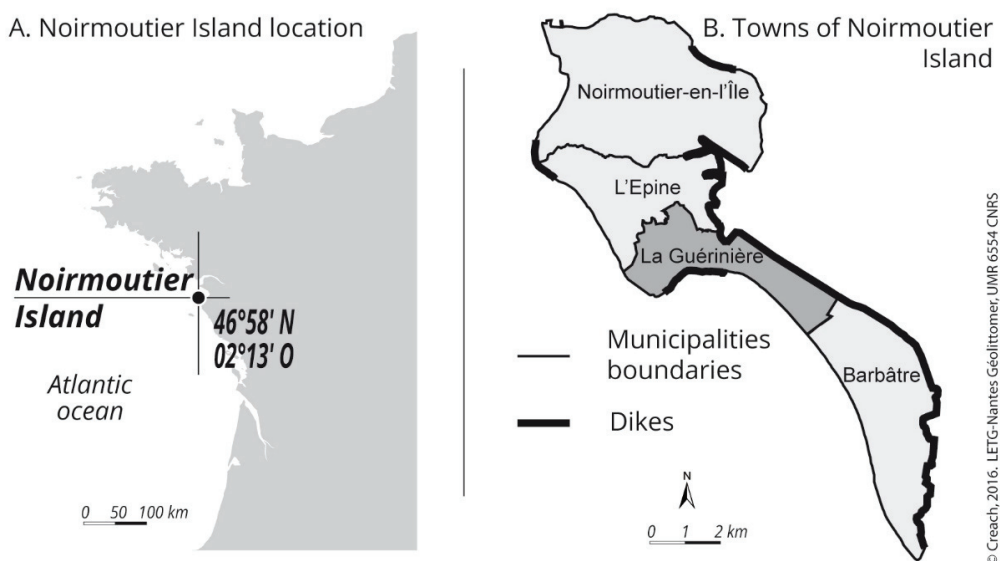 A. Noirmoutier Island location
Noirmoutier
Island
46°58' N
02°13' O
Atlantic
ocean
0 50 100 km
B. Towns of Noirmoutier
Island
Noirmoutier-en-l'Île
L'Epine
La Guérinière
Barbâtre
Municipalities
boundaries
Dikes
N
0 1 2 km
© Creach, 2016, LETG-Nantes Géolittomer, UMR 6554 CNRS